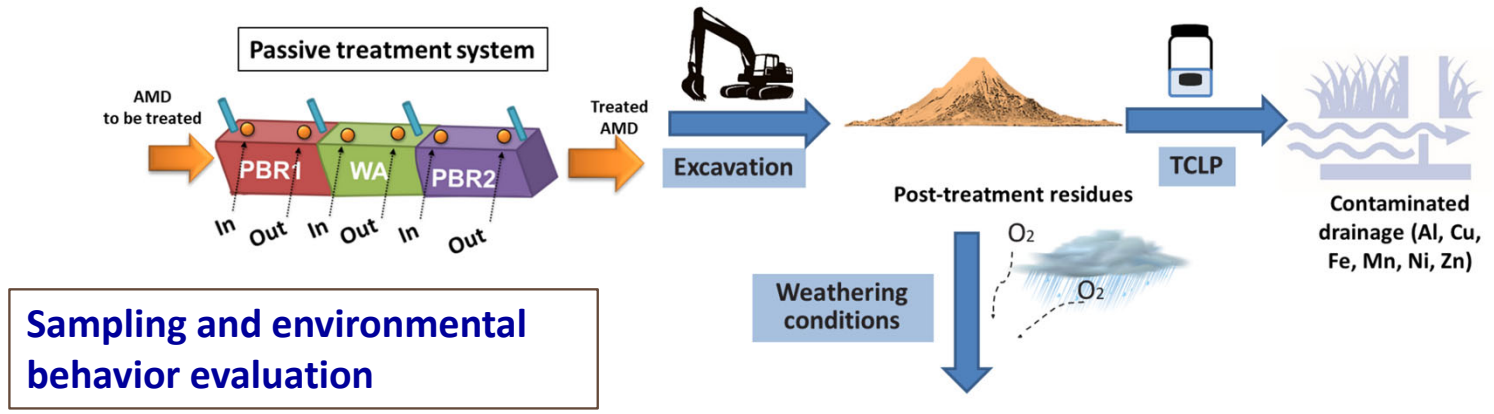 Passive treatment system
AMD
to be treated
PBR1
WA
PBR2
In
Out
In
Out
In
Out
Treated
AMD
Excavation
Post-treatment residues
TCLP
Contaminated
drainage (Al, Cu,
Fe, Mn, Ni, Zn)
Weathering
conditions
O₂
O₂
Sampling and environmental
behavior evaluation